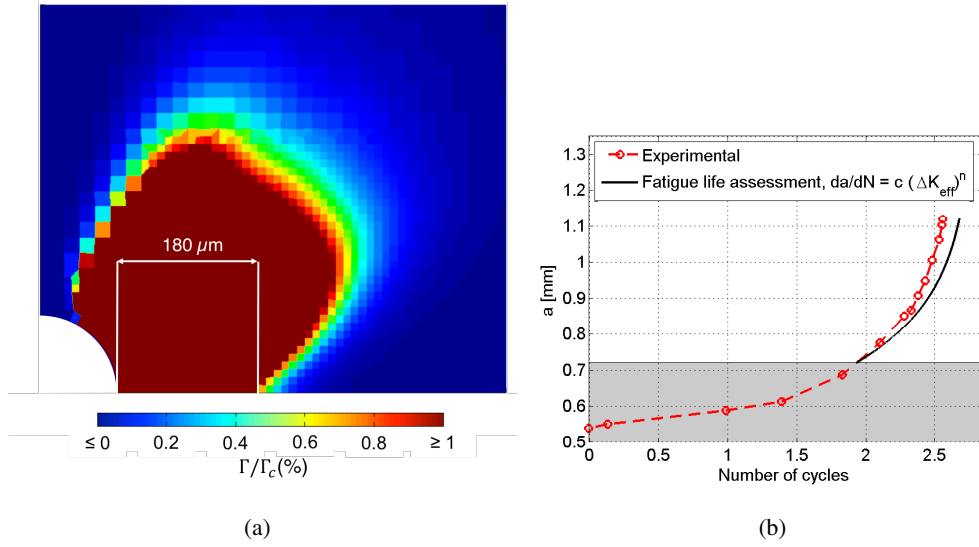 180 μm
≤ 0 0.2 0.4 0.6 0.8 ≥ 1
Γ/Γc(%)
(a)
Experimental
Fatigue life assessment, da/dN = c (ΔKeff)n
1.3
1.2
1.1
1
0.9
0.8
0.7
0.6
0.5
a [mm]
0 0.5 1 1.5 2 2.5
Number of cycles
(b)